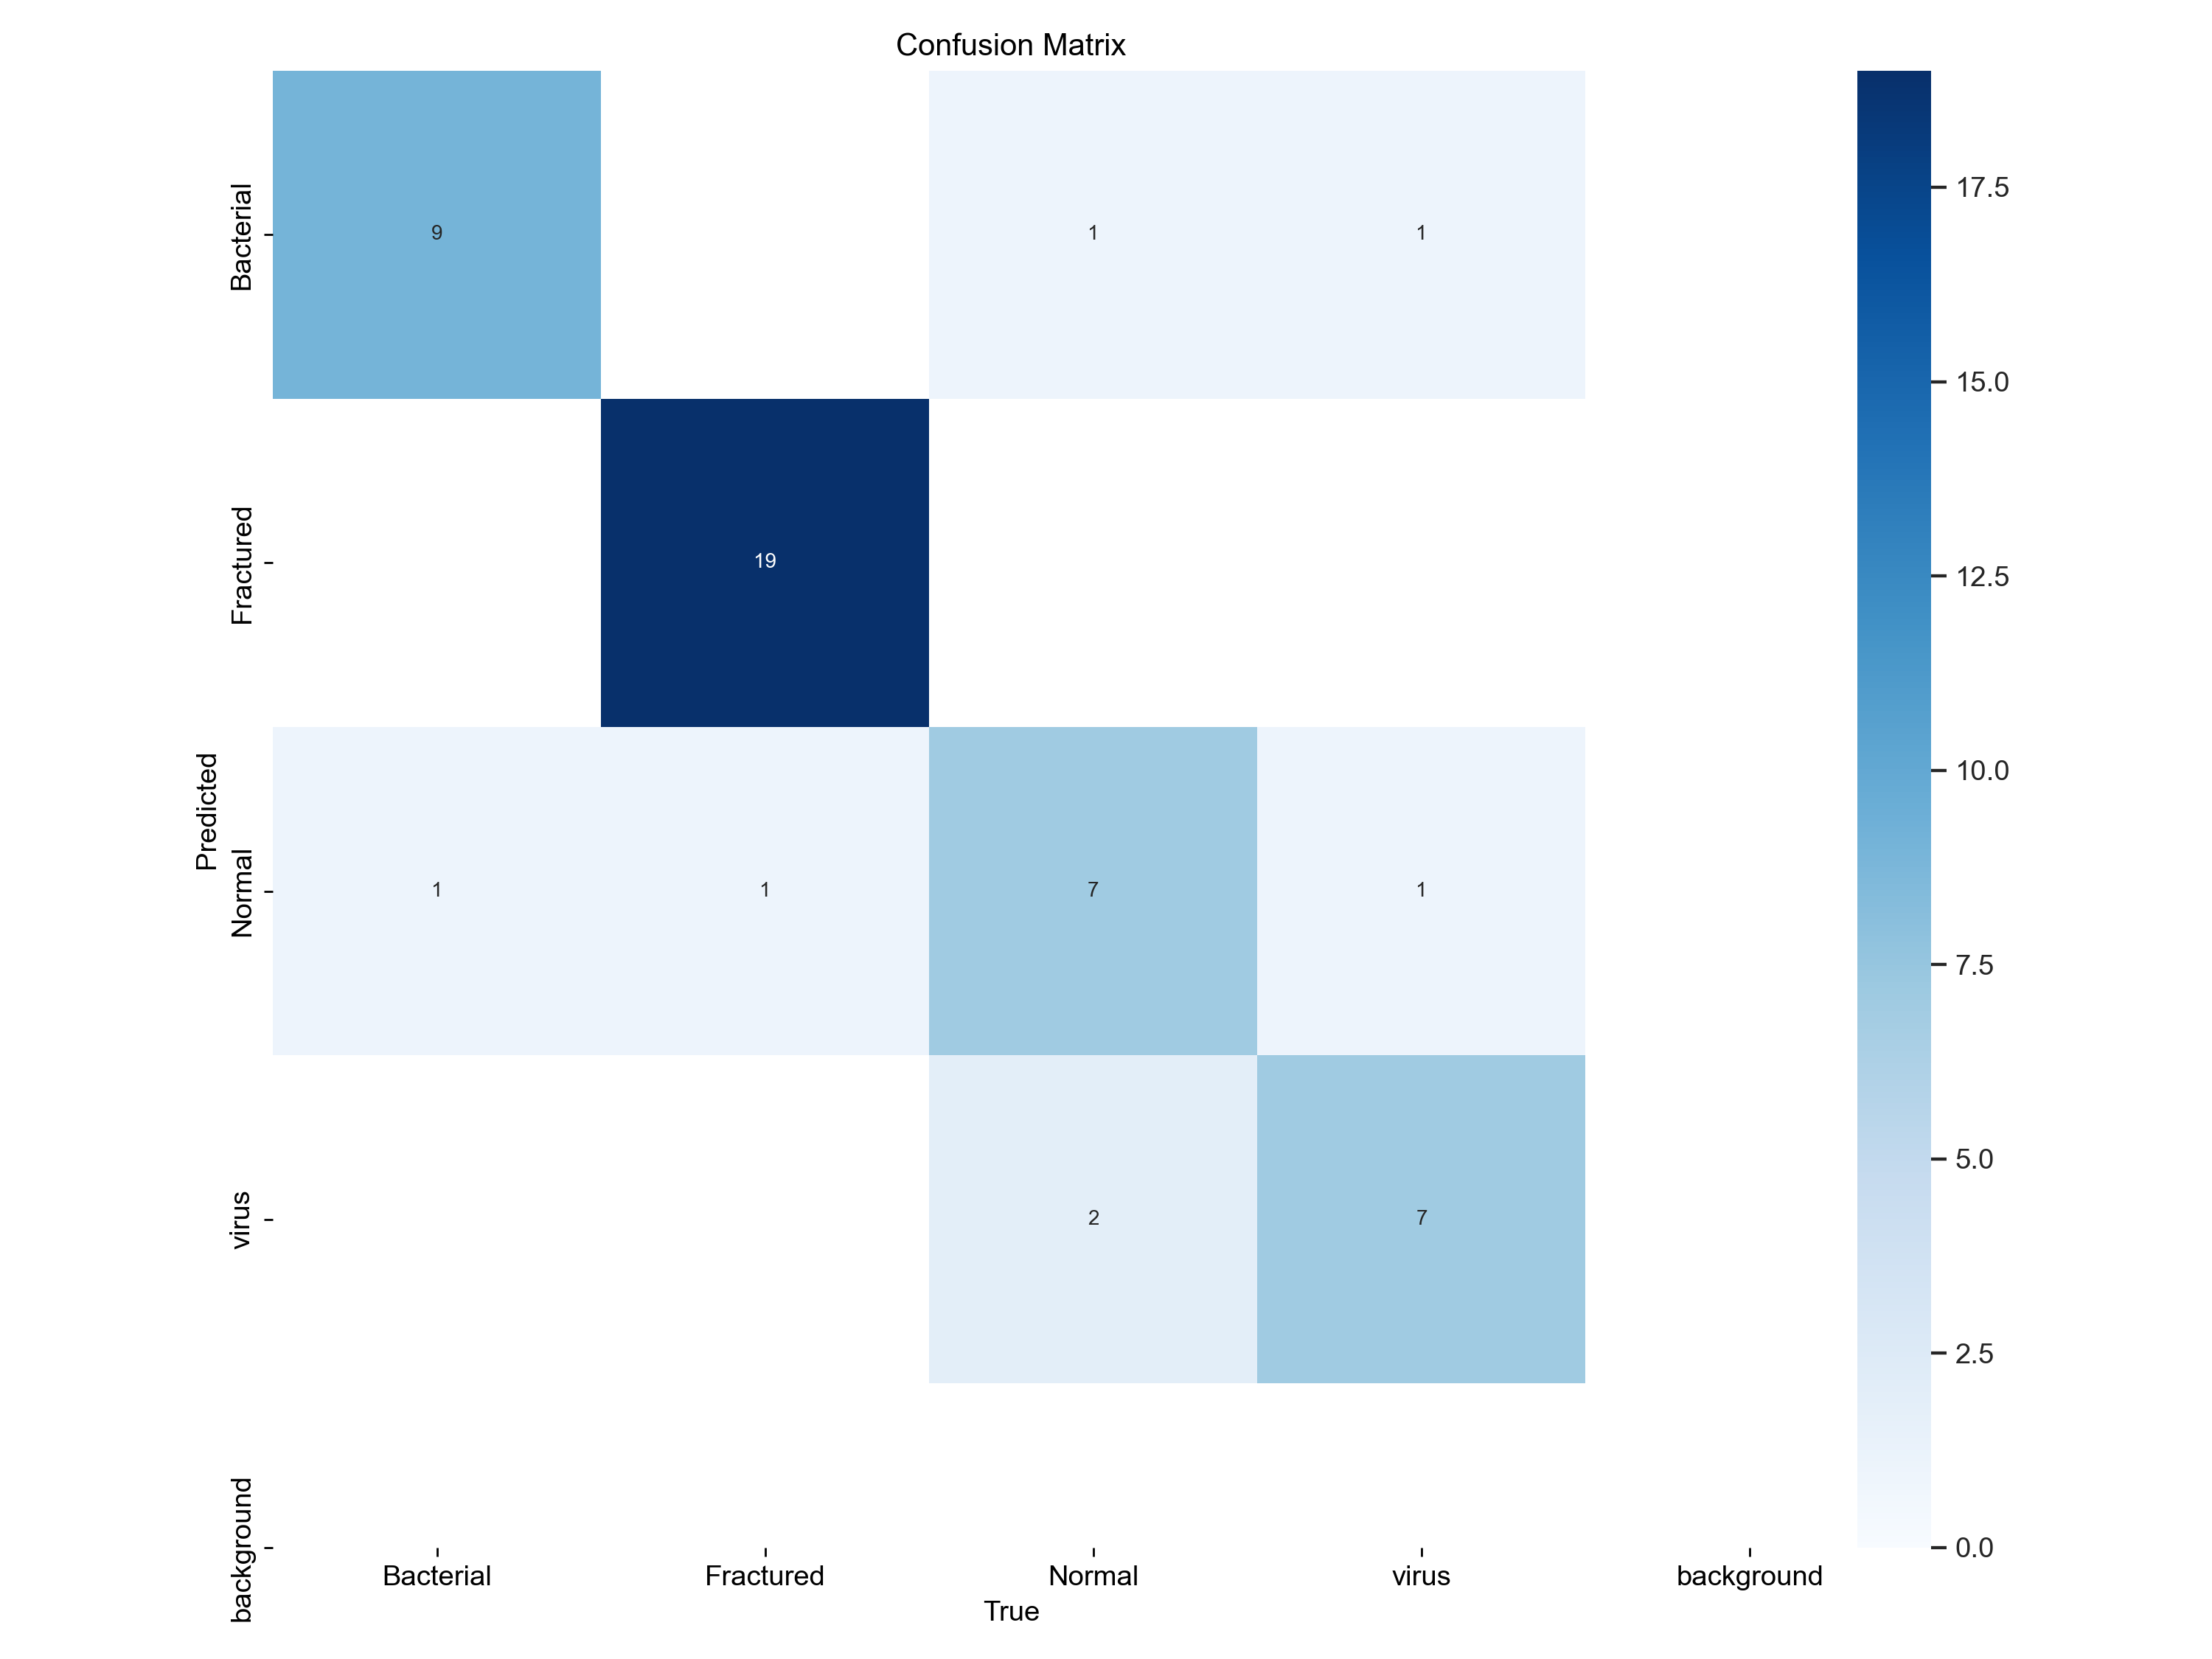 Confusion Matrix
Predicted
Bacterial
9
1
1
Fractured
19
Normal
1
1
7
1
virus
2
7
background
Bacterial
Fractured
Normal
virus
background
True
17.5
15.0
12.5
10.0
7.5
5.0
2.5
0.0